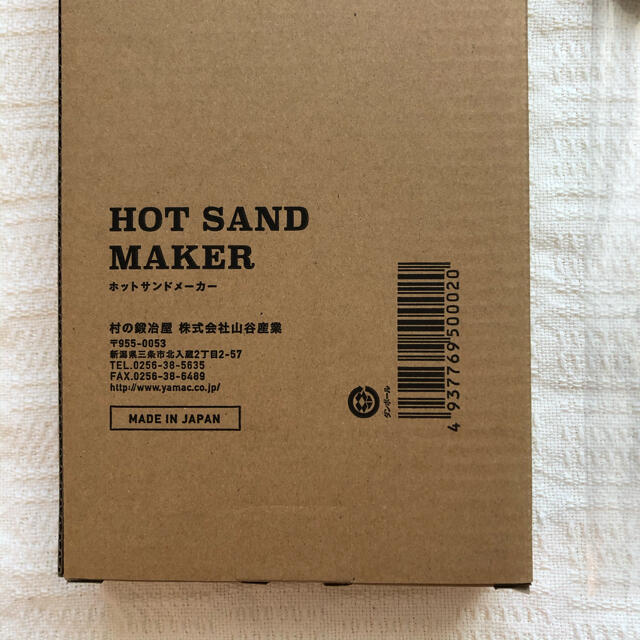 HOT SAND
MAKER
ホットサンドメーカー
村の鍛冶屋 株式会社山谷産業
〒955-0053
新潟県三条市北入蔵2丁目2-57
TEL.0256-38-5635
FAX.0256-38-6489
http://www.yamac.co.jp/
MADE IN JAPAN
ダンボール
4937769500020